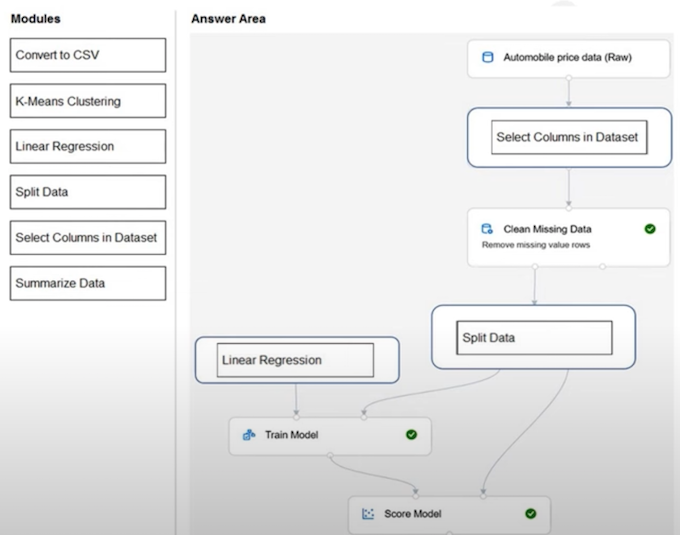 Modules
Convert to CSV
K-Means Clustering
Linear Regression
Split Data
Select Columns in Dataset
Summarize Data
Answer Area
Automobile price data (Raw)
Select Columns in Dataset
Clean Missing Data
Remove missing value rows
Split Data
Linear Regression
Train Model
Score Model